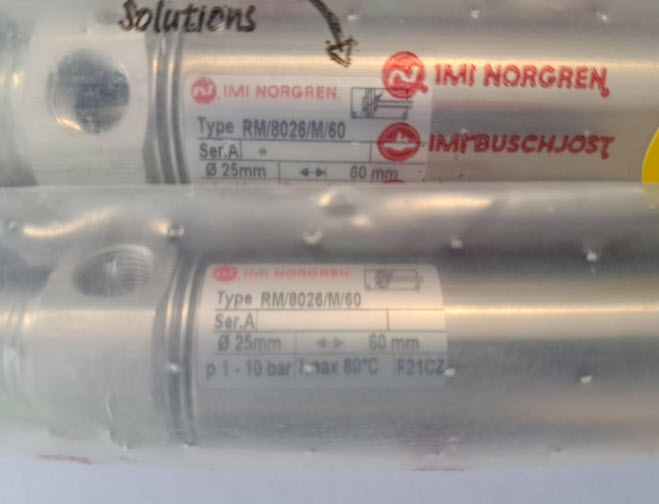 Solutions
IMI NORGREN
IMI NORGREN
Type RM/8026/M/60
IMI BUSCHJOST
Ser.A
Ø 25mm 60 mm
IMI NORGREN
Type RM/8026/M/60
Ser.A
Ø 25mm 60 mm
p 1 - 10 bar Tmax 80°C F21CZ